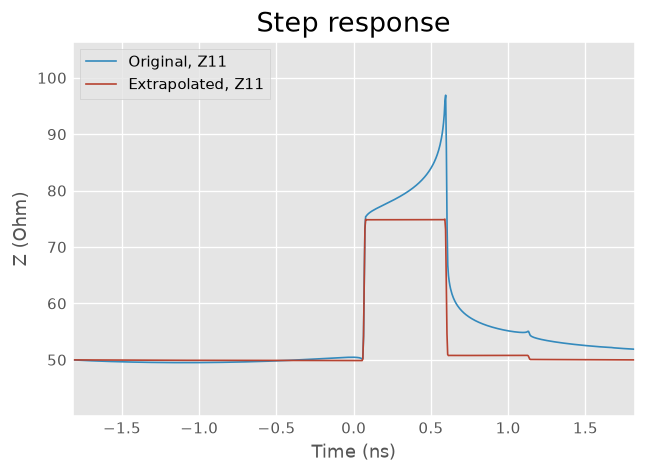 Step response
Original, Z11
Extrapolated, Z11
Z (Ohm)
100
90
80
70
60
50
−1.5 −1.0 −0.5 0.0 0.5 1.0 1.5
Time (ns)